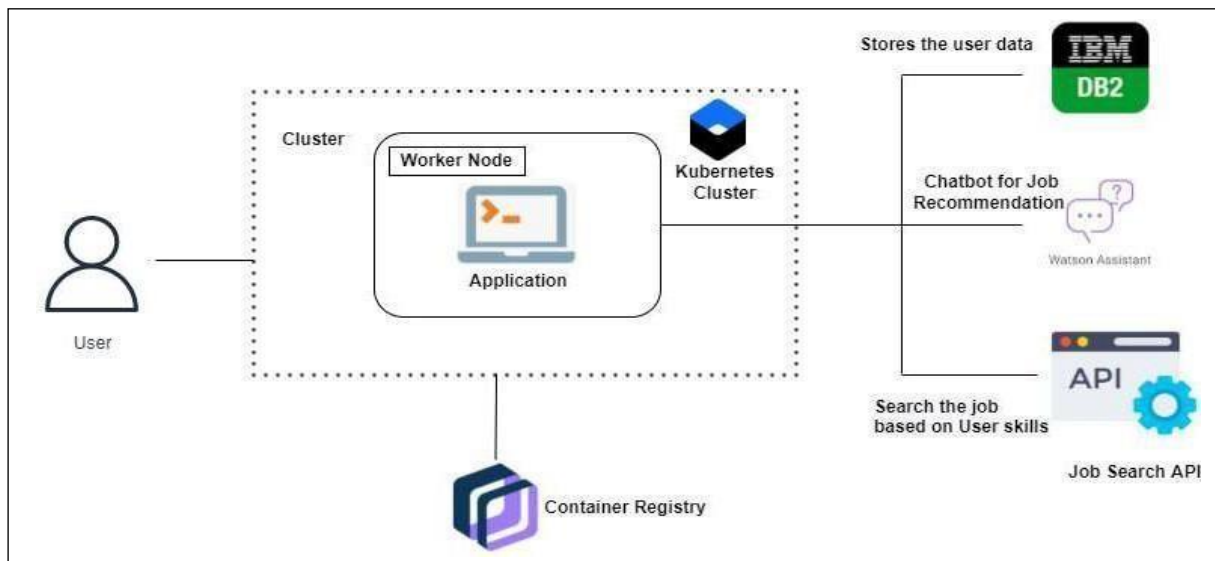 Stores the user data
IBM
DB2
Cluster
Worker Node
Kubernetes
Cluster
Application
Chatbot for Job
Recommendation
?
Watson Assistant
User
API
Search the job
based on User skills
Job Search API
Container Registry